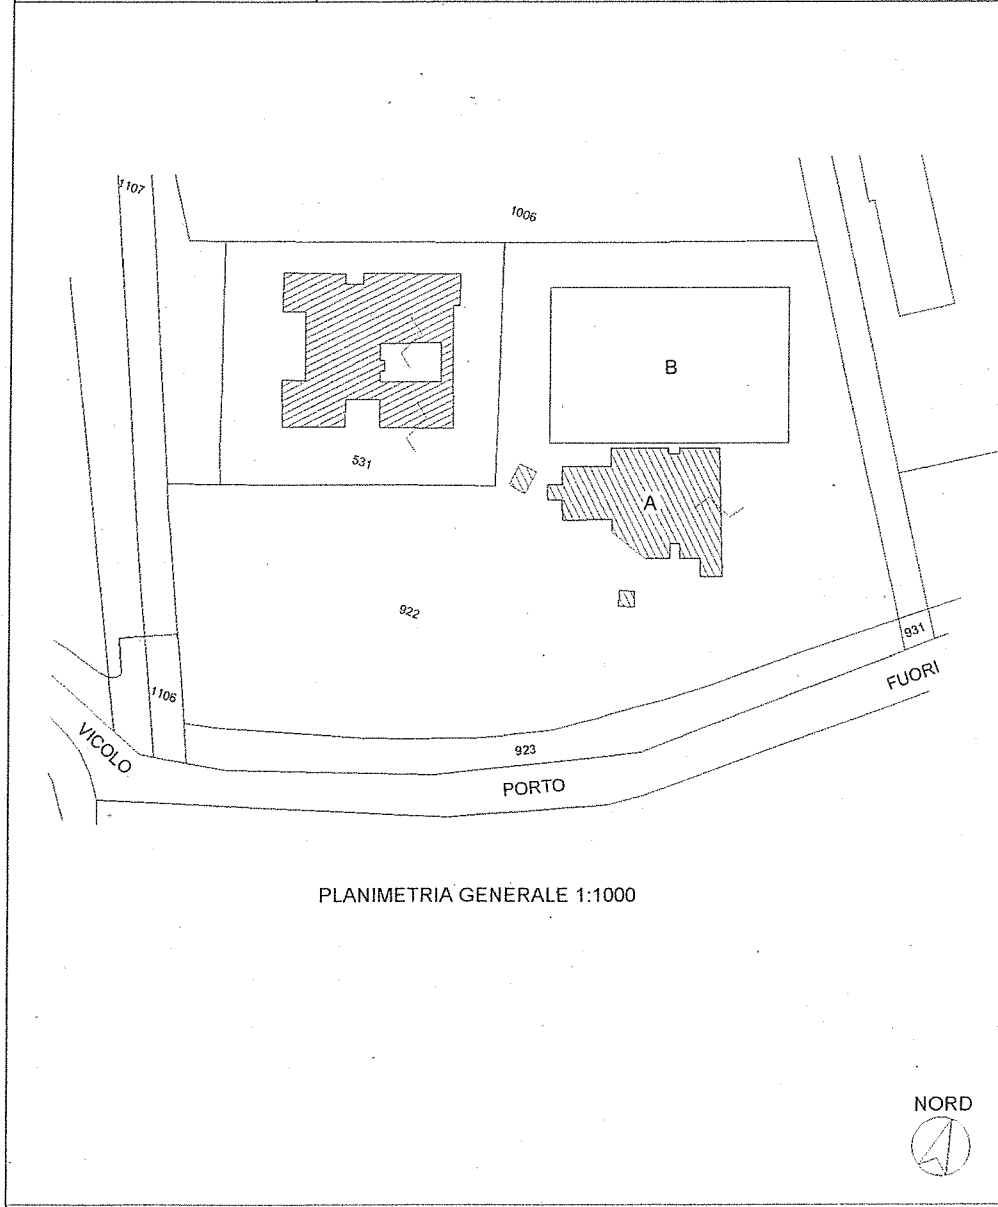 1107
1006
B
531
A
922
931
FUORI
1106
VICOLO
923
PORTO
PLANIMETRIA GENERALE 1:1000
NORD